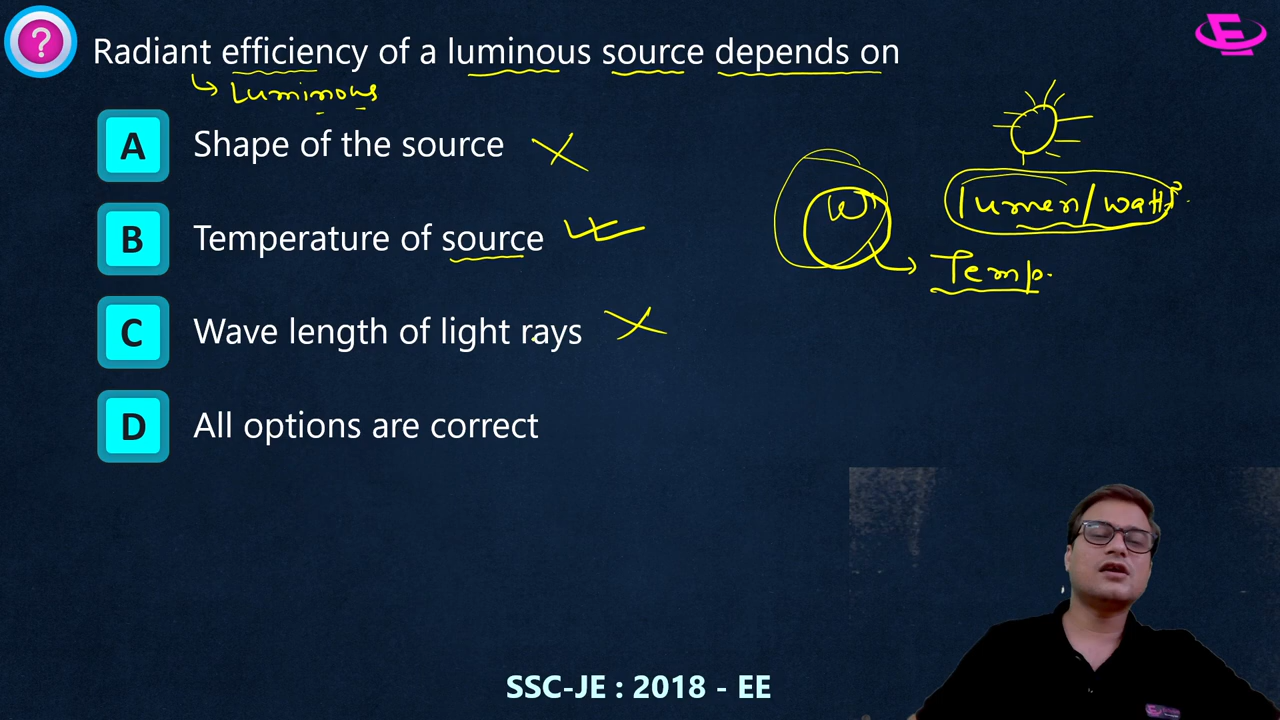 ?
Radiant efficiency of a luminous source depends on
Luminous
A Shape of the source
B Temperature of source
lumen/watt
W
Temp.
C Wave length of light rays
D All options are correct
SSC-JE : 2018 - EE